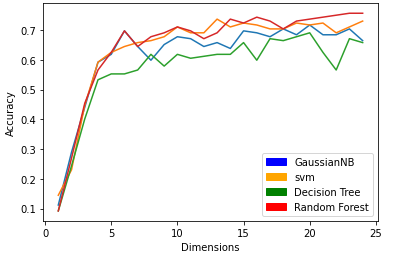 Accuracy
0.7
0.6
0.5
0.4
0.3
0.2
0.1
GaussianNB
svm
Decision Tree
Random Forest
0 5 10 15 20 25
Dimensions